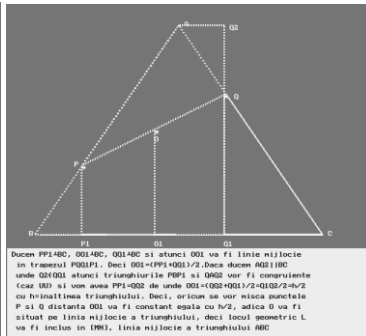 A
Q2
Q
O
P
B
C
P1
O1
Q1
Ducem PP1^BC, OO1^BC, QQ1^BC si atunci OO1 va fi linie mijlocie
in trapezul PQQ1P1. Deci OO1=(PP1+QQ1)/2.Daca ducem AQ2||BC
unde Q2€QQ1 atunci triunghiurile PBP1 si QAQ2 vor fi congruiente
(caz UU) si vom avea PP1=QQ2 de unde OO1=(QQ2+QQ1)/2=Q1Q2/2=h/2
cu h=inaltimea triunghiului. Deci, oricun se vor misca punctele
P si Q distanta OO1 va fi constant egala cu h/2, adica O va fi
situat pe linia mijlocie a triunghiului, deci locul geometric L
va fi inclus in [MN], linia mijlocie a triunghiului ABC